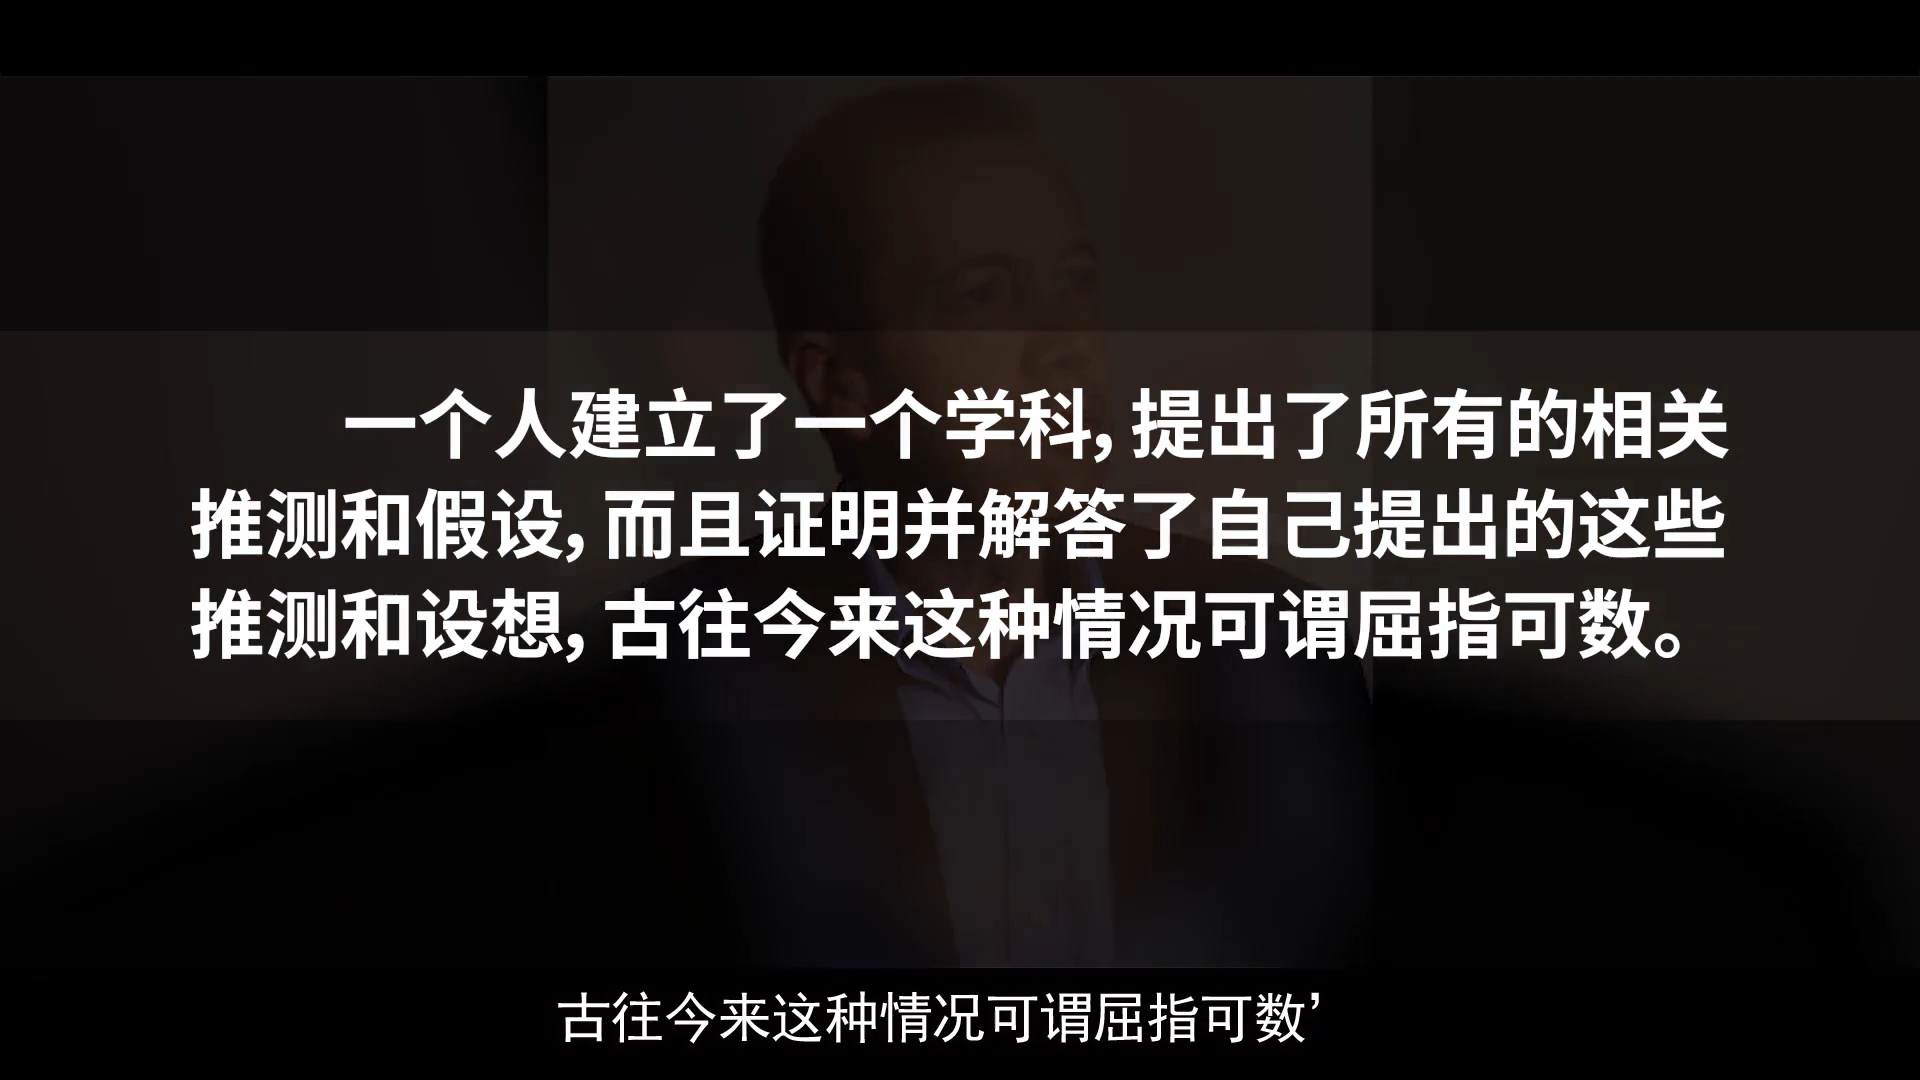 一个人建立了一个学科，提出了所有的相关
推测和假设，而且证明并解答了自己提出的这些
推测和设想，古往今来这种情况可谓屈指可数。
古往今来这种情况可谓屈指可数’